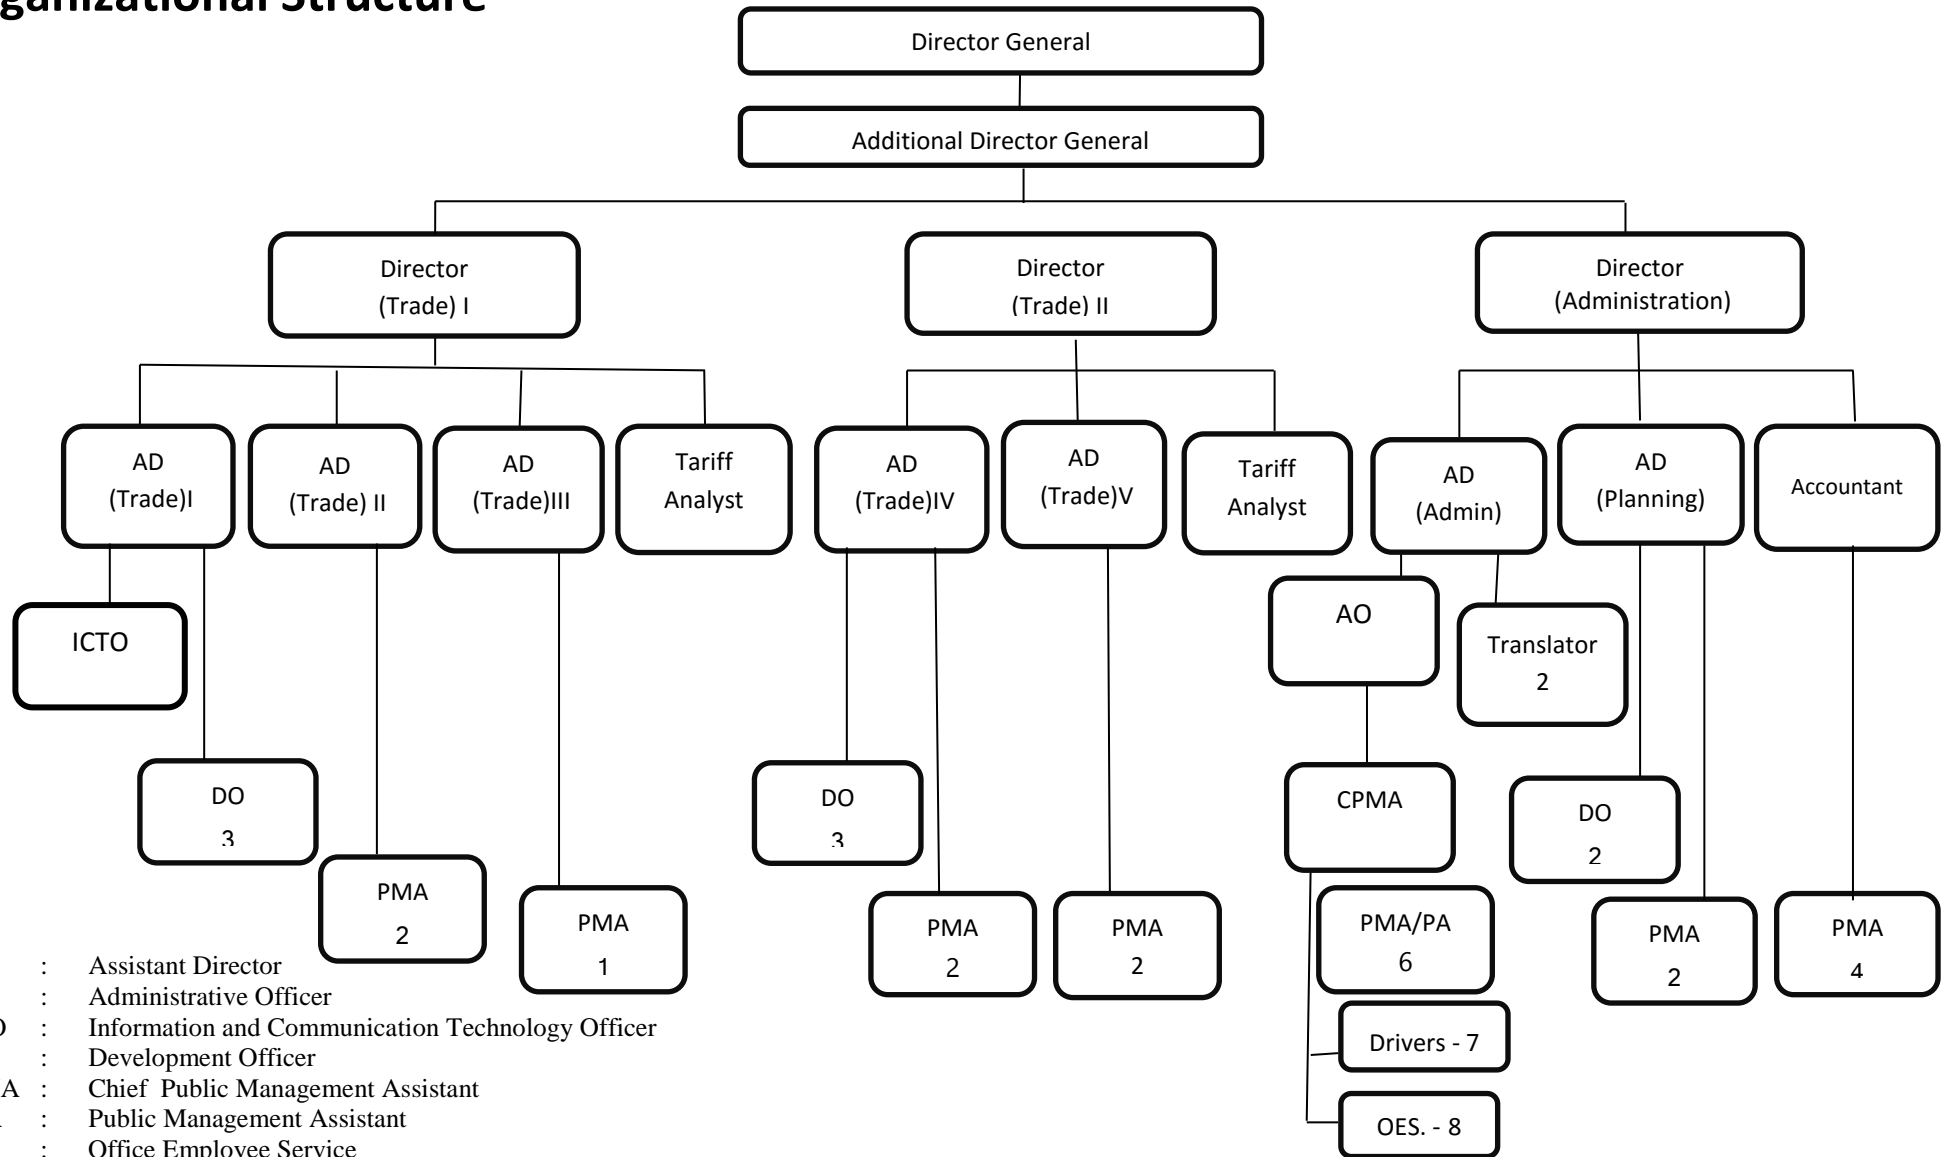 ganizational Structure
Director General
Additional Director General
Director
(Trade) I
Director
(Trade) II
Director
(Administration)
AD
(Trade)I
AD
(Trade) II
AD
(Trade)III
Tariff
Analyst
AD
(Trade)IV
AD
(Trade)V
Tariff
Analyst
AD
(Admin)
AD
(Planning)
Accountant
ICTO
AO
Translator
2
DO
3
DO
3
CPMA
DO
2
PMA
2
PMA
1
PMA
2
PMA
2
PMA/PA
6
PMA
2
PMA
4
Drivers - 7
OES. - 8
: Assistant Director
: Administrative Officer
: Information and Communication Technology Officer
: Development Officer
A : Chief Public Management Assistant
: Public Management Assistant
: Office Employee Service